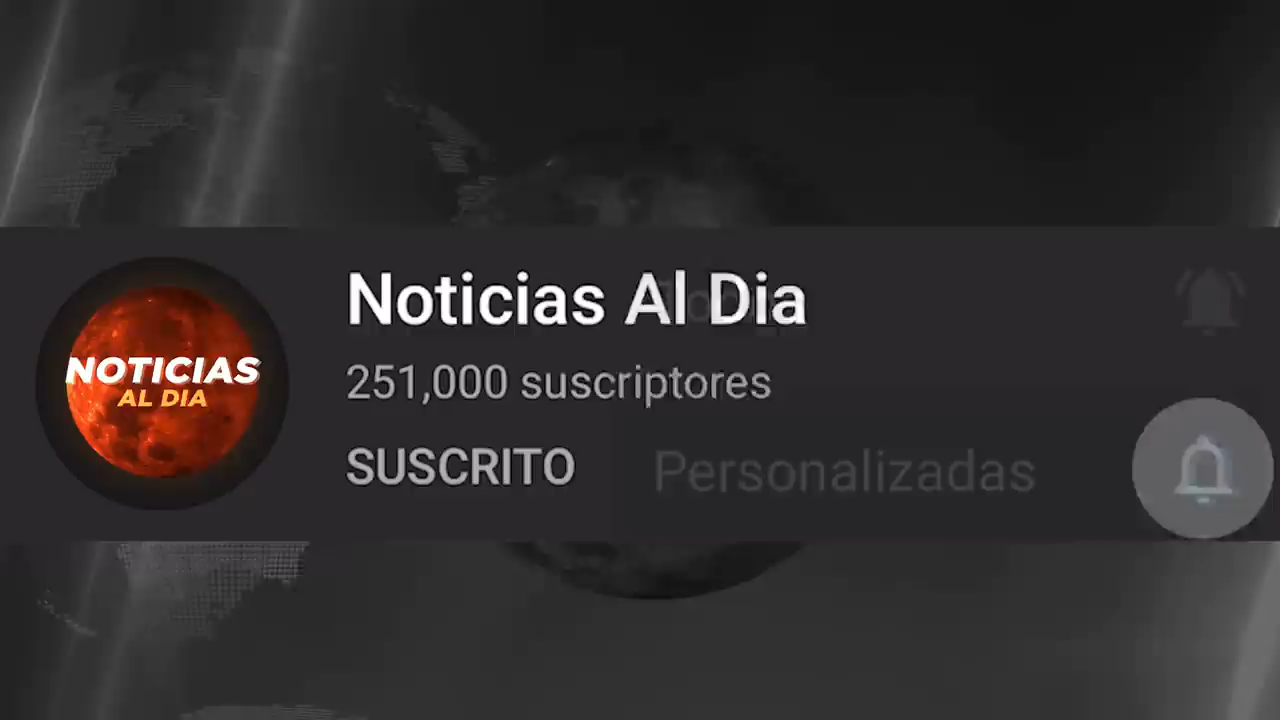 Noticias Al Dia
251,000 suscriptores
SUSCRITO
Personalizadas
NOTICIAS
AL DIA